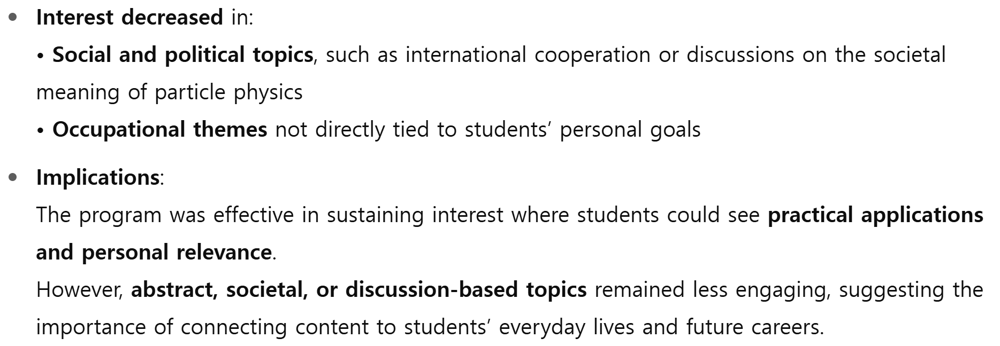 • Interest decreased in:
• Social and political topics, such as international cooperation or discussions on the societal
meaning of particle physics
• Occupational themes not directly tied to students’ personal goals
• Implications:
The program was effective in sustaining interest where students could see practical applications
and personal relevance.
However, abstract, societal, or discussion-based topics remained less engaging, suggesting the
importance of connecting content to students’ everyday lives and future careers.